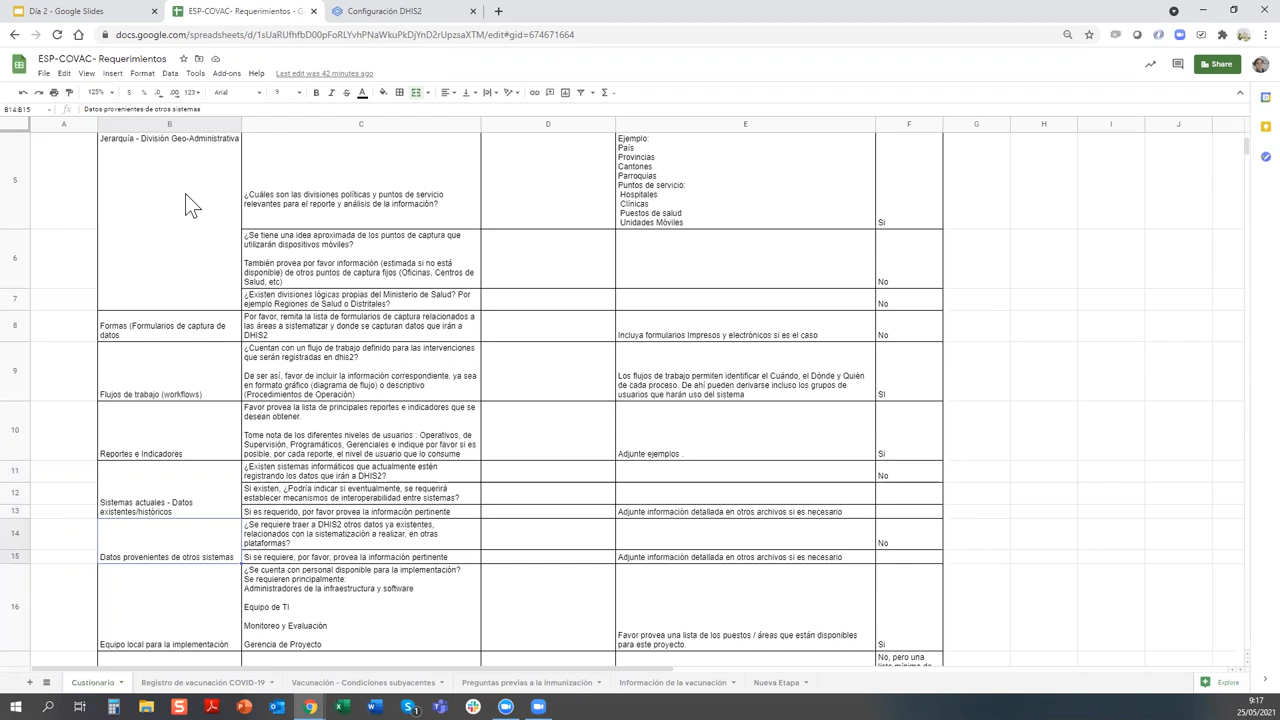 Día 2 - Google Slides
ESP-COVAC- Requerimientos - G
Configuración DHIS2
docs.google.com/spreadsheets/d/1sUaRUfhfbD00pFoRLYvhPNaWkuPkDjYnD2rUpzsaXTM/edit#gid=674671664
ESP-COVAC- Requerimientos
File Edit View Insert Format Data Tools Add-ons Help Last edit was 42 minutes ago
Share
125% $ % .0 .00 123 Arial 9 B I S A
B14:B15 fx Datos provenientes de otros sistemas
A B C D E F G H I J
5
Jerarquía - División Geo-Administrativa
¿Cuáles son las divisiones políticas y puntos de servicio
relevantes para el reporte y análisis de la información?
Ejemplo:
País
Provincias
Cantones
Parroquias
Puntos de servicio:
Hospitales
Clínicas
Puestos de salud
Unidades Móviles
Si
6
¿Se tiene una idea aproximada de los puntos de captura que
utilizarán dispositivos móviles?
También provea por favor información (estimada si no está
disponible) de otros puntos de captura fijos (Oficinas, Centros de
Salud, etc)
No
7
¿Existen divisiones lógicas propias del Ministerio de Salud? Por
ejemplo Regiones de Salud o Distritales?
No
8
Formas (Formularios de captura de
datos
Por favor, remita la lista de formularios de captura relacionados a
las áreas a sistematizar y donde se capturan datos que irán a
DHIS2
Incluya formularios Impresos y electrónicos si es el caso
No
9
Flujos de trabajo (workflows)
¿Cuentan con un flujo de trabajo definido para las intervenciones
que serán registradas en dhis2?
De ser así, favor de incluir la información correspondiente, ya sea
en formato gráfico (diagrama de flujo) o descriptivo
(Procedimientos de Operación)
Los flujos de trabajo permiten identificar el Cuándo, el Dónde y Quién
de cada proceso. De ahí pueden derivarse incluso los grupos de
usuarios que harán uso del sistema
SI
10
Reportes e Indicadores
Favor provea la lista de principales reportes e indicadores que se
desean obtener.
Tome nota de los diferentes niveles de usuarios : Operativos, de
Supervisión, Programáticos, Gerenciales e indique por favor si es
posible, por cada reporte, el nivel de usuario que lo consume
Adjunte ejemplos .
Si
11
Sistemas actuales - Datos
existentes/históricos
¿Existen sistemas informáticos que actualmente estén
registrando los datos que irán a DHIS2?
No
12
Si existen, ¿Podría indicar si eventualmente, se requerirá
establecer mecanismos de interoperabilidad entre sistemas?
13
Si es requerido, por favor provea la información pertinente
Adjunte información detallada en otros archivos si es necesario
14
Datos provenientes de otros sistemas
¿Se requiere traer a DHIS2 otros datos ya existentes,
relacionados con la sistematización a realizar, en otras
plataformas?
No
15
Si se requiere, por favor, provea la información pertinente
Adjunte información detallada en otros archivos si es necesario
16
Equipo local para la implementación
¿Se cuenta con personal disponible para la implementación?
Se requieren principalmente:
Administradores de la infraestructura y software
Equipo de TI
Monitoreo y Evaluación
Gerencia de Proyecto
Favor provea una lista de los puestos / áreas que están disponibles
para este proyecto.
Si
No, pero una
Custionario
Registro de vacunación COVID-19
Vacunación - Condiciones subyacentes
Preguntas previas a la inmunización
Información de la vacunación
Nueva Etapa
Explore
9:17
25/05/2021